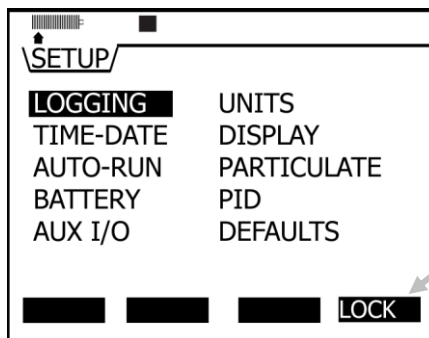 SETUP
LOGGING UNITS
TIME-DATE DISPLAY
AUTO-RUN PARTICULATE
BATTERY PID
AUX I/O DEFAULTS
LOCK